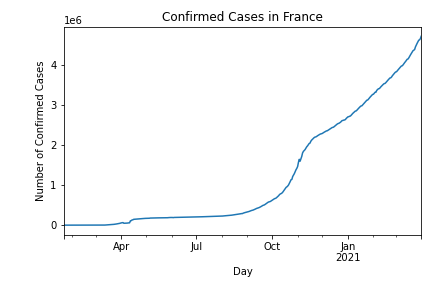 Confirmed Cases in France
1e6
Number of Confirmed Cases
4
3
2
1
0
Apr Jul Oct Jan
2021
Day